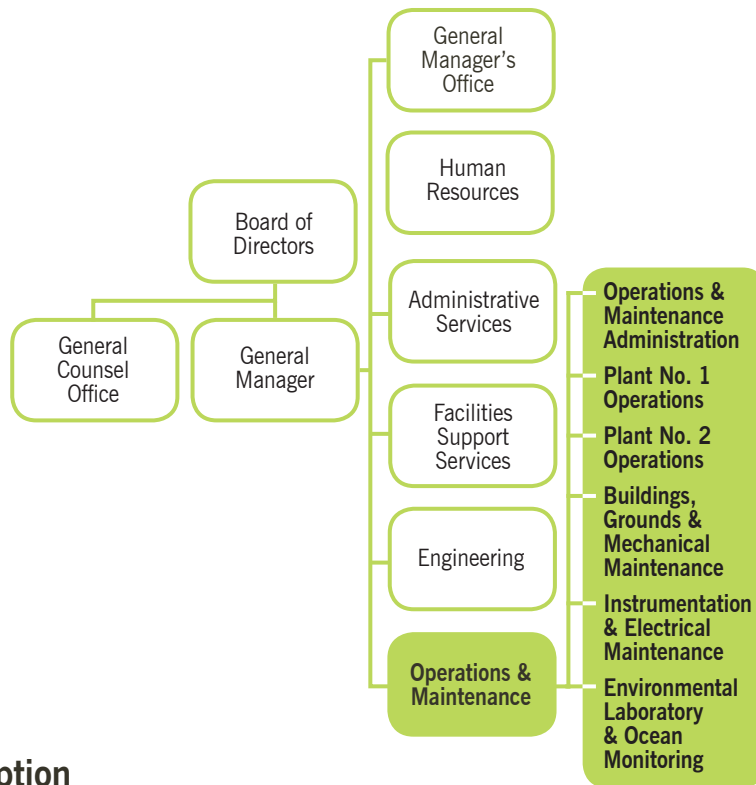 General
Manager’s
Office
Human
Resources
Board of
Directors
General
Counsel
Office
General
Manager
Administrative
Services
Facilities
Support
Services
Engineering
Operations &
Maintenance
Operations &
Maintenance
Administration
Plant No. 1
Operations
Plant No. 2
Operations
Buildings,
Grounds &
Mechanical
Maintenance
Instrumentation
& Electrical
Maintenance
Environmental
Laboratory
& Ocean
Monitoring
ption